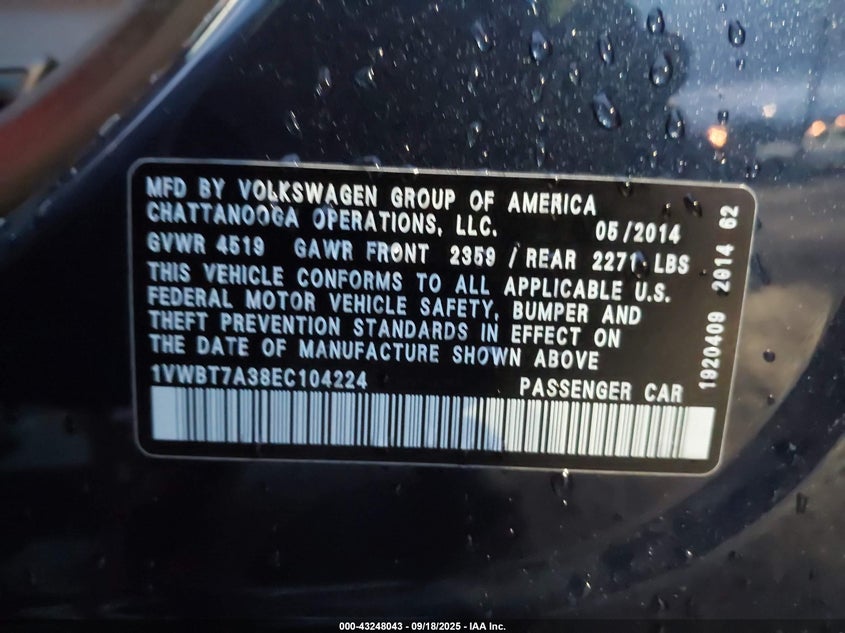 MFD BY VOLKSWAGEN GROUP OF AMERICA
CHATTANOOGA OPERATIONS, LLC. 05/2014
GVWR 4519 GAWR FRONT 2359 / REAR 2271 LBS
THIS VEHICLE CONFORMS TO ALL APPLICABLE U.S.
FEDERAL MOTOR VEHICLE SAFETY, BUMPER AND
THEFT PREVENTION STANDARDS IN EFFECT ON
THE DATE OF MANUFACTURE SHOWN ABOVE
1VWBT7A38EC104224 PASSENGER CAR
1920409 2014 62
000-43248043 - 09/18/2025 - IAA Inc.